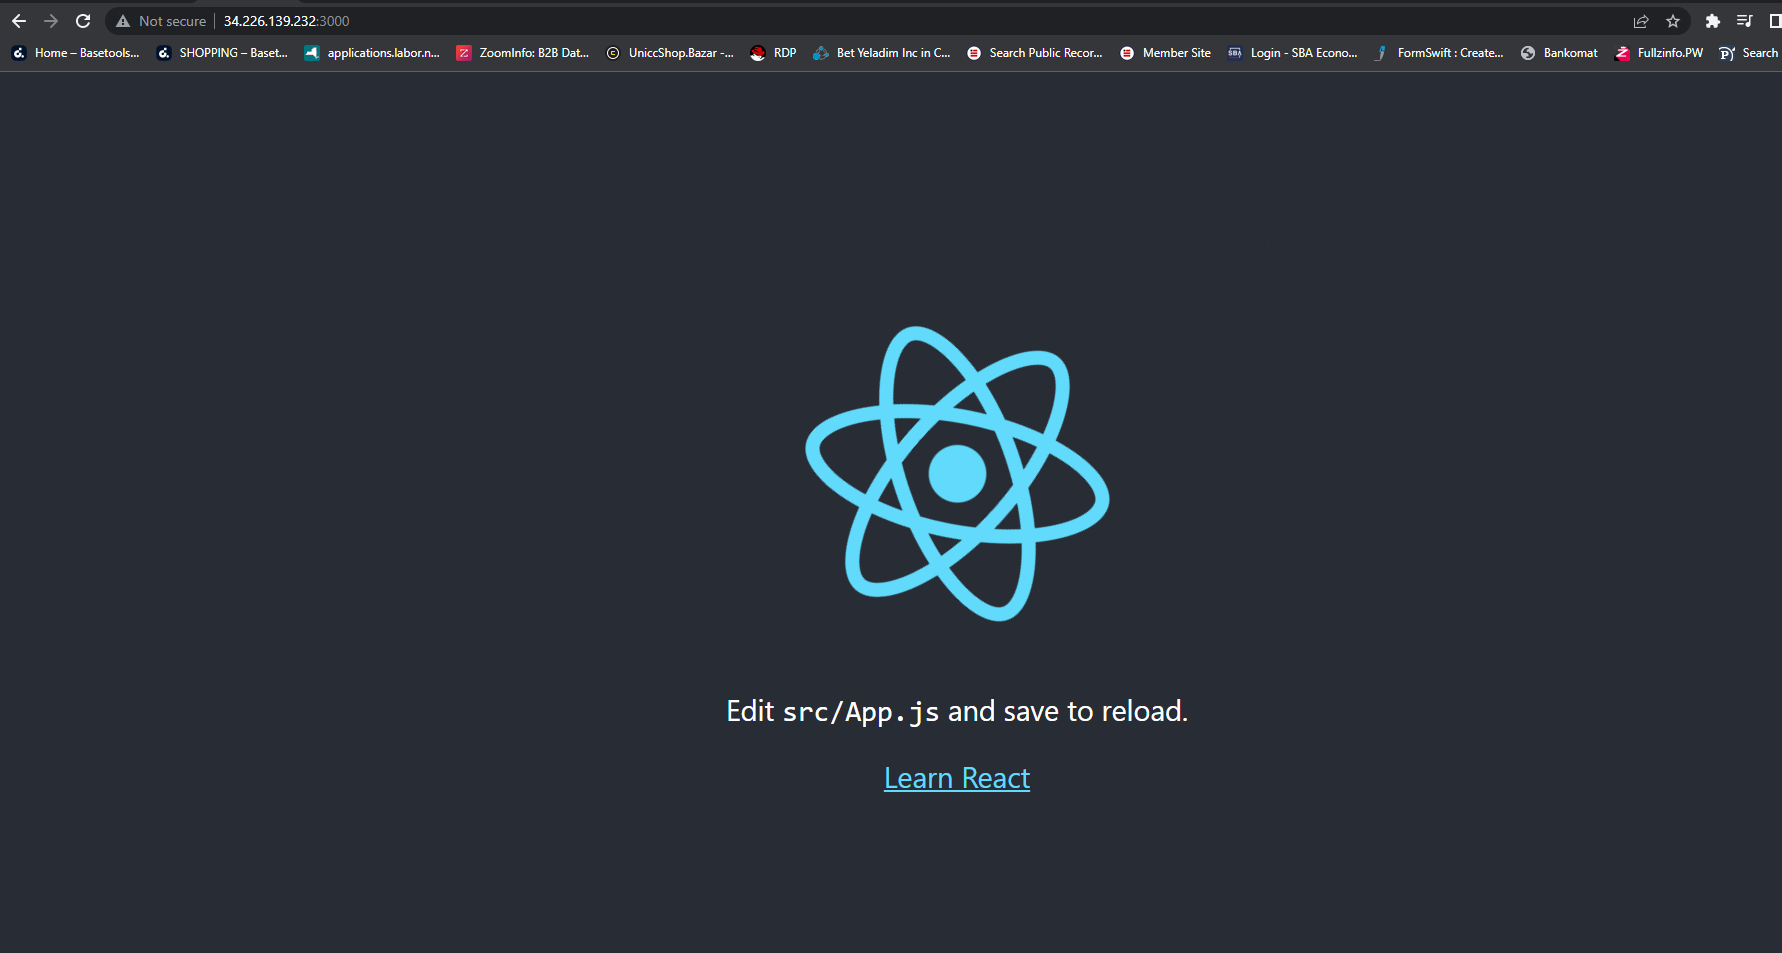 Not secure 34.226.139.232:3000
Home – Basetools... SHOPPING – Baset... applications.labor.n... ZoomInfo: B2B Dat... UniccShop.Bazar -... RDP Bet Yeladim Inc in C... Search Public Recor... Member Site Login - SBA Econo... FormSwift : Create... Bankomat Fullzinfo.PW Search
Edit src/App.js and save to reload.
Learn React